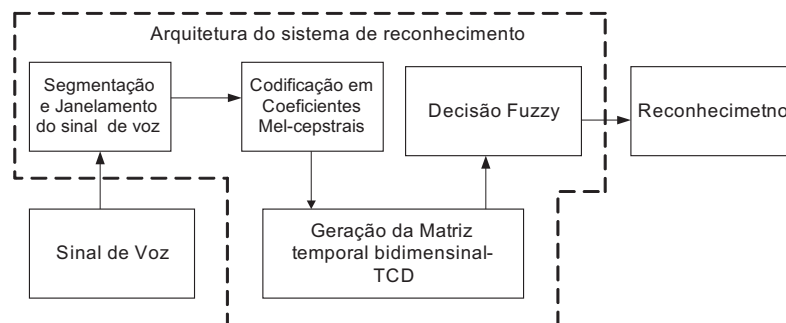 Arquitetura do sistema de reconhecimento
Segmentação
e Janelamento
do sinal de voz
Codificação em
Coeficientes
Mel-cepstrais
Decisão Fuzzy
Reconhecimetno
Sinal de Voz
Geração da Matriz
temporal bidimensinal-
TCD